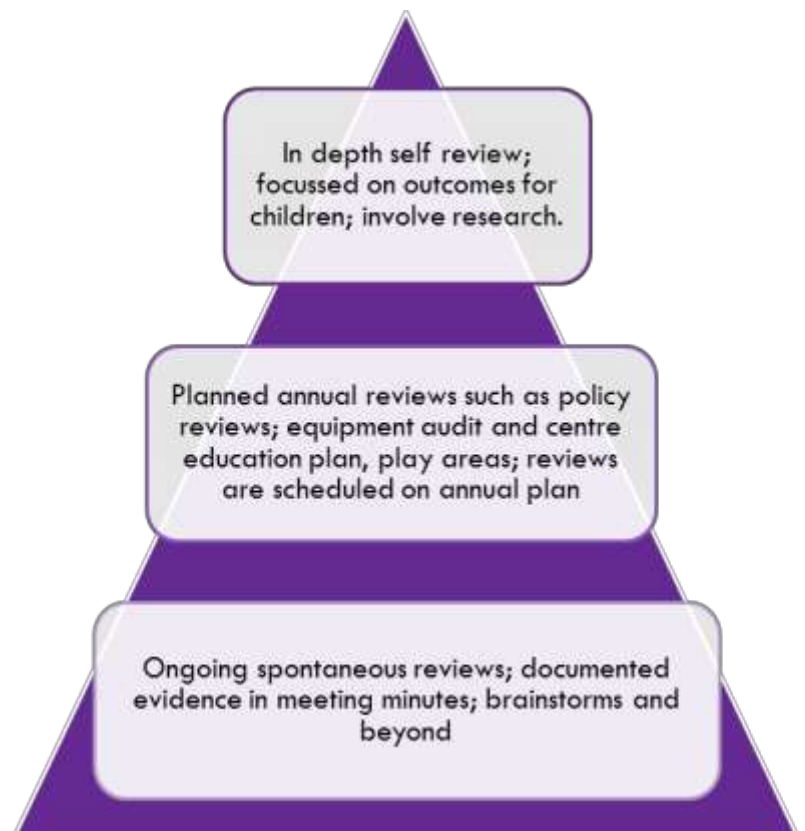 In depth self review;
focussed on outcomes for
children; involve research.
Planned annual reviews such as policy
reviews; equipment audit and centre
education plan, play areas; reviews
are scheduled on annual plan
Ongoing spontaneous reviews; documented
evidence in meeting minutes; brainstorms and
beyond